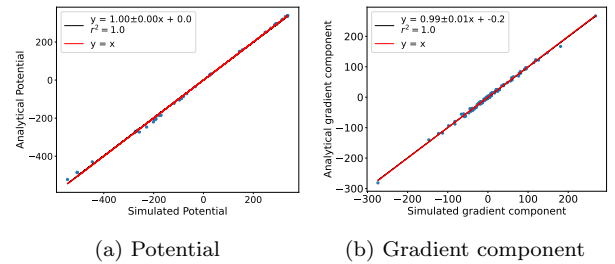 y = 1.00±0.00x + 0.0
r² = 1.0
y = x
200
0
−200
−400
Analytical Potential
−400
−200
0
200
Simulated Potential
(a) Potential
y = 0.99±0.01x + -0.2
r² = 1.0
y = x
200
100
0
−100
−200
−300
Analytical gradient component
−300
−200
−100
0
100
200
Simulated gradient component
(b) Gradient component